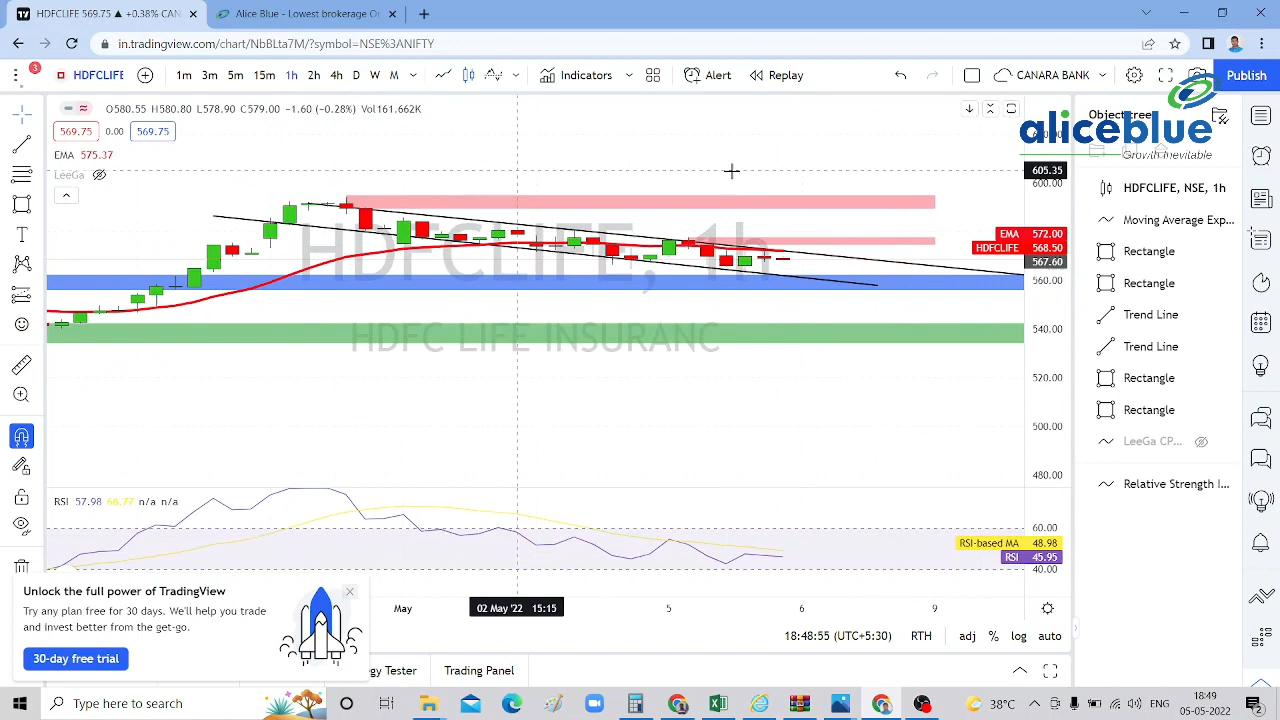 HDFCLIFE 569.75 ▲ +0.38% CAN
Alice Blue - Lowest brokerage On
in.tradingview.com/chart/NbBLta7M/?symbol=NSE%3ANIFTY
3
HDFCLIFE
1m 3m 5m 15m 1h 2h 4h D W M
Indicators
Alert
Replay
CANARA BANK
Publish
O580.55 H580.80 L578.90 C579.00 −1.60 (−0.28%) Vol161.662K
569.75 0.00 569.75
EMA 575.37
LeeGa
aliceblue
Growth Inevitable
605.35
600.00
EMA 572.00
HDFCLIFE 568.50
567.60
560.00
540.00
520.00
500.00
480.00
HDFCLIFE, 1h
HDFC LIFE INSURANC
RSI 57.98 66.77 n/a n/a
60.00
RSI-based MA 48.98
RSI 45.95
40.00
May
02 May '22 15:15
5
6
9
18:48:55 (UTC+5:30) RTH adj % log auto
Trading Panel
Unlock the full power of TradingView
Try any plan free for 30 days. We'll help you trade
and invest better from the get-go.
30-day free trial
HDFCLIFE, NSE, 1h
Moving Average Exp...
Rectangle
Rectangle
Trend Line
Trend Line
Rectangle
Rectangle
LeeGa CP...
Relative Strength I...
Type here to search
38°C
ENG
18:49
05-05-2022
2